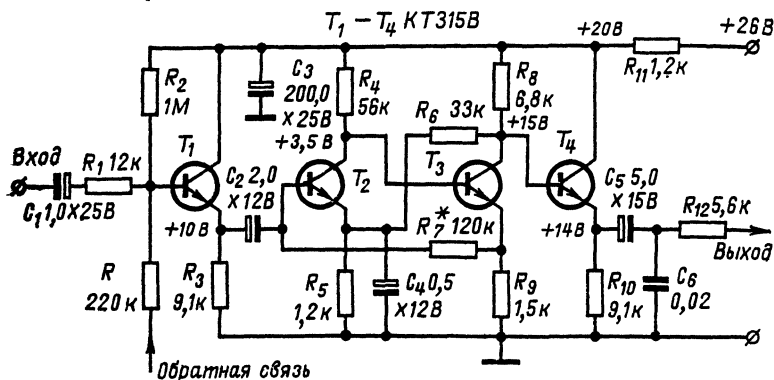 T₁ – T₄ КТ315В
+20В
+26В
R₂
1М
C₃
200,0
×25В
R₄
56к
R₈
6,8к
R₁₁ 1,2к
R₆ 33к
+15В
+3,5В
T₁
T₂
T₃
T₄
Вход
R₁ 12к
C₁ 1,0×25В
C₂ 2,0
×12В
C₅ 5,0
×15В
R₁₂ 5,6к
Выход
R₇* 120к
+10В
+14В
R
220к
R₃
9,1к
R₅
1,2к
C₄ 0,5
×12В
R₉
1,5к
R₁₀
9,1к
C₆
0,02
Обратная связь